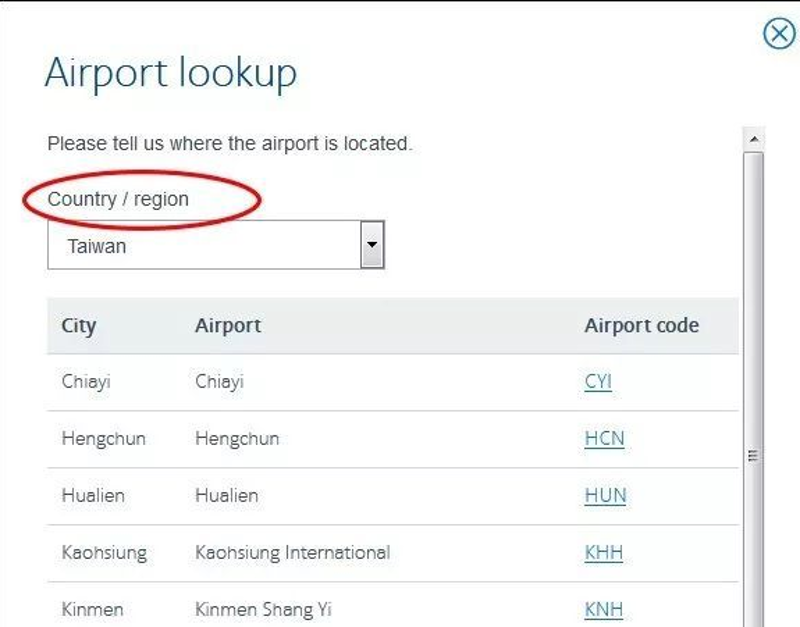 Airport lookup
Please tell us where the airport is located.
Country / region
Taiwan
City Airport Airport code
Chiayi Chiayi CYI
Hengchun Hengchun HCN
Hualien Hualien HUN
Kaohsiung Kaohsiung International KHH
Kinmen Kinmen Shang Yi KNH